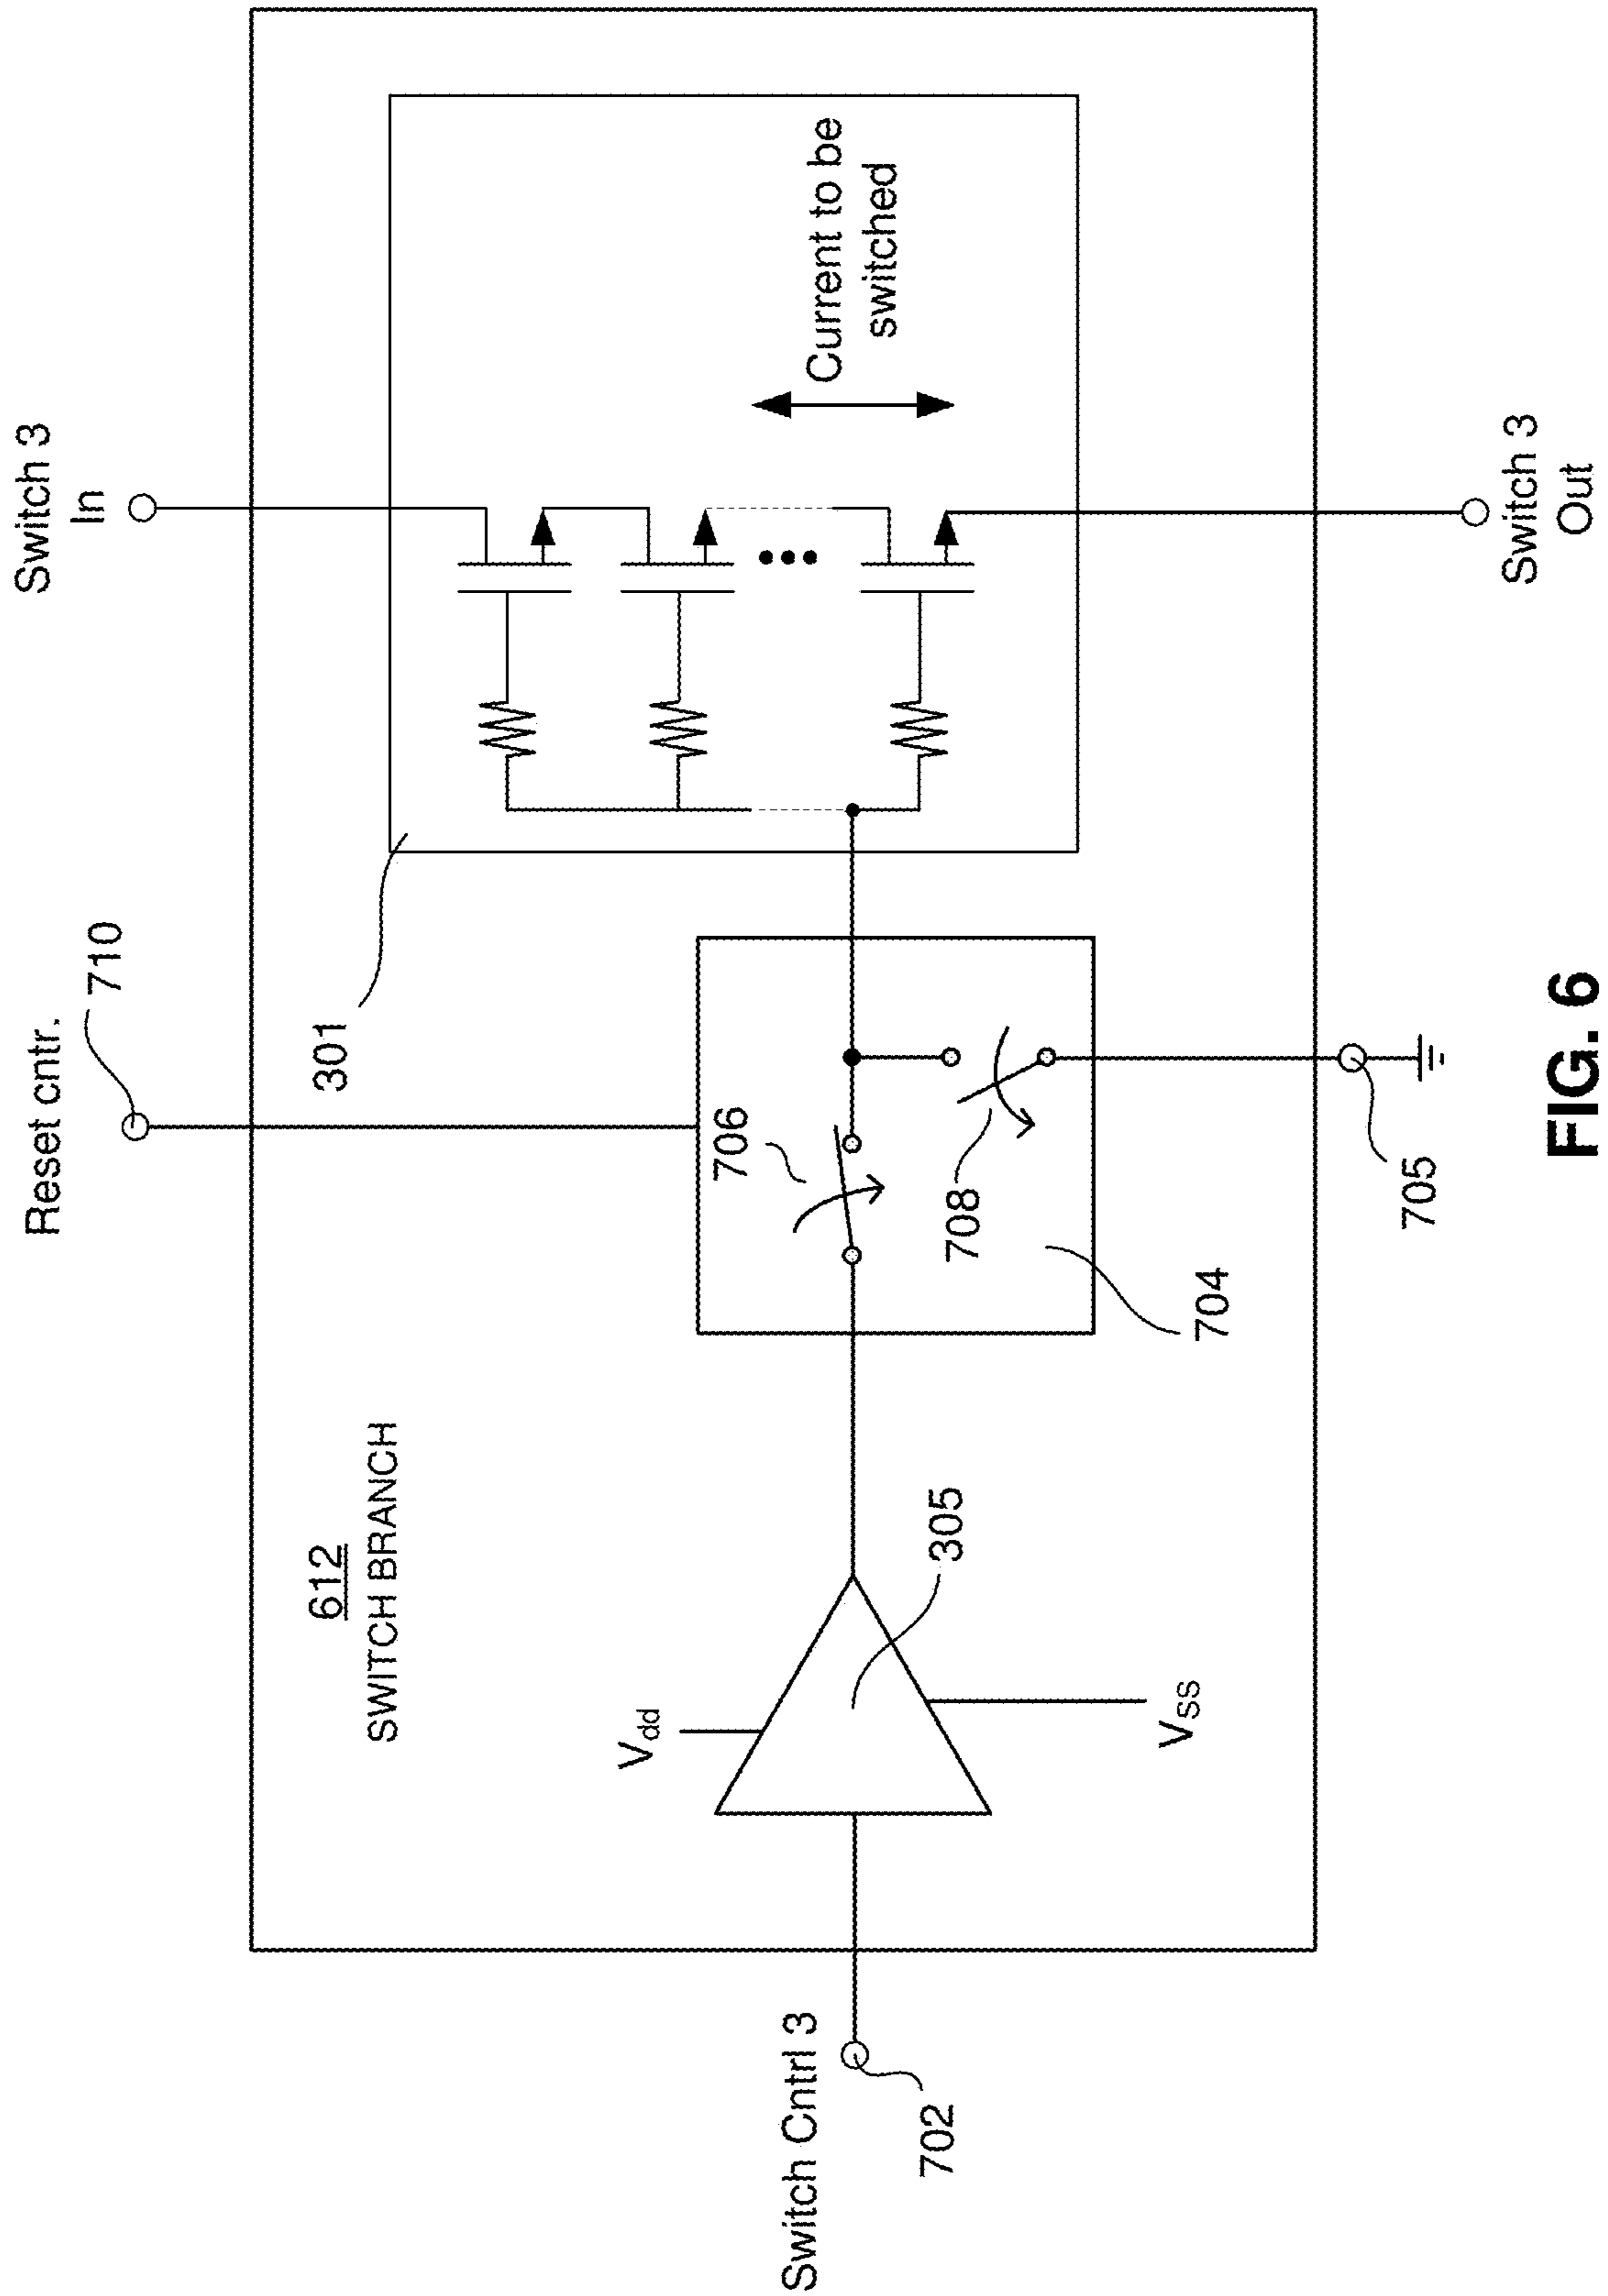 Switch 3
In
Reset cntr.
710
301
Current to be
switched
612
SWITCH BRANCH
706
708
704
Vdd
305
VSS
Switch Cntrl 3
702
705
Switch 3
Out
FIG. 6